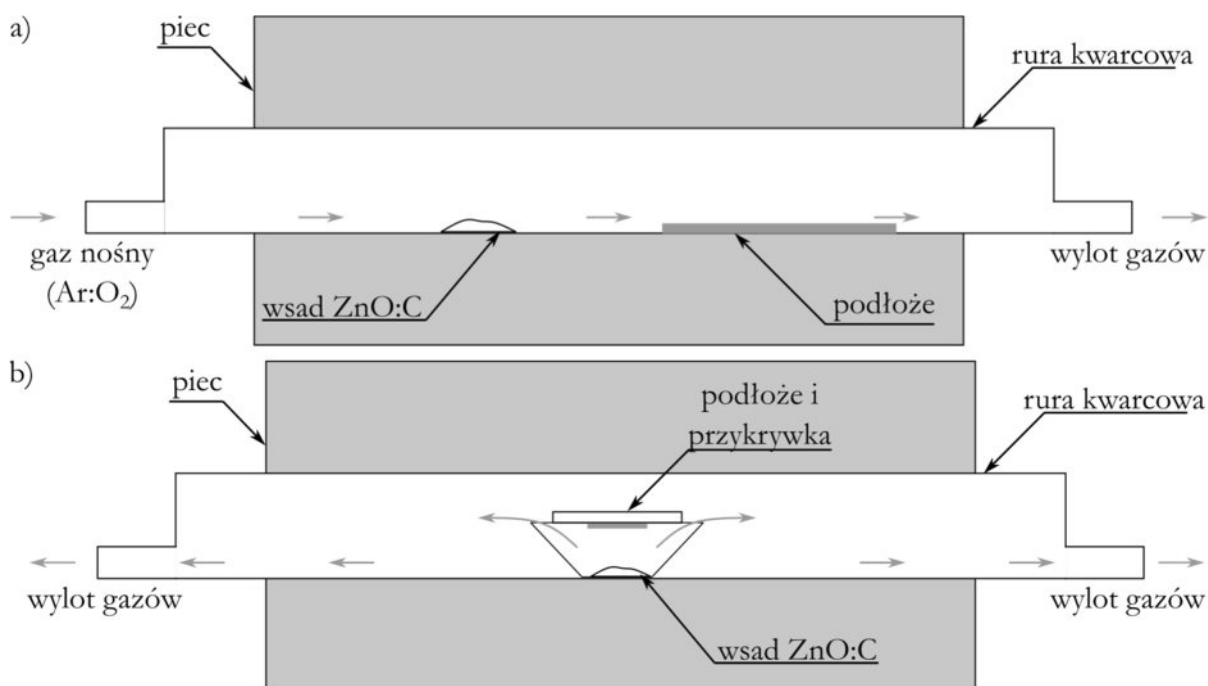 a)
piec
rura kwarcowa
gaz nośny
(Ar:O₂)
wsad ZnO:C
podłoże
wylot gazów
b)
piec
podłoże i
przykrywka
rura kwarcowa
wylot gazów
wylot gazów
wsad ZnO:C